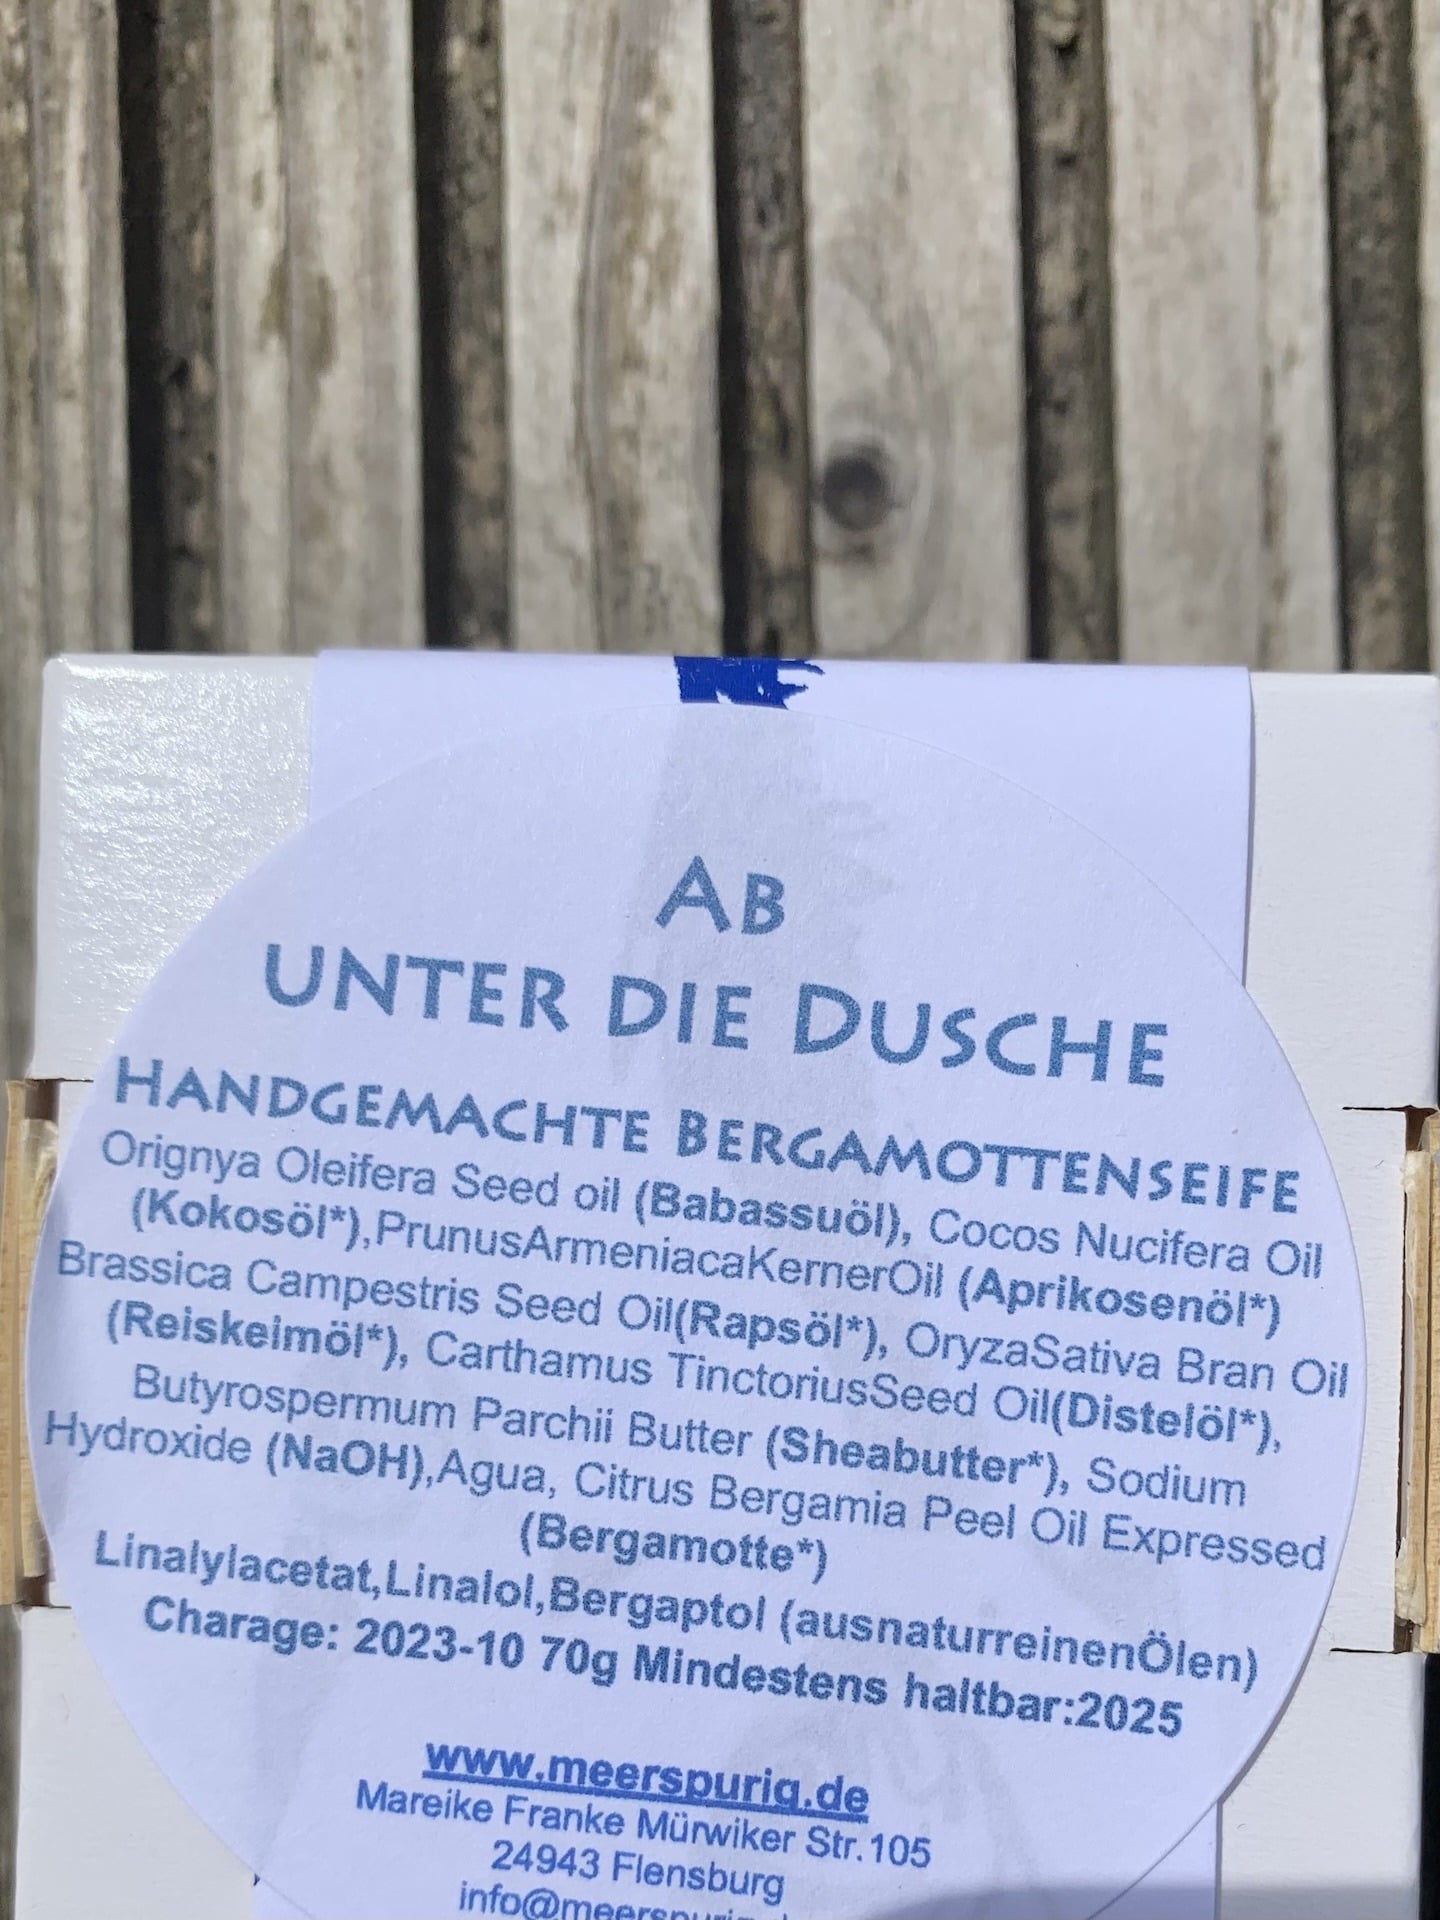 AB
UNTER DIE DUSCHE
HANDGEMACHTE BERGAMOTTENSEIFE
Orignya Oleifera Seed oil (Babassuöl), Cocos Nucifera Oil
(Kokosöl*),PrunusArmeniacaKernerOil (Aprikosenöl*)
Brassica Campestris Seed Oil(Rapsöl*), OryzaSativa Bran Oil
(Reiskeimöl*), Carthamus TinctoriusSeed Oil(Distelöl*),
Butyrospermum Parchii Butter (Sheabutter*), Sodium
Hydroxide (NaOH),Agua, Citrus Bergamia Peel Oil Expressed
(Bergamotte*)
Linalylacetat,Linalol,Bergaptol (ausnaturreinenÖlen)
Charage: 2023-10 70g Mindestens haltbar:2025
www.meerspurig.de
Mareike Franke Mürwiker Str.105
24943 Flensburg